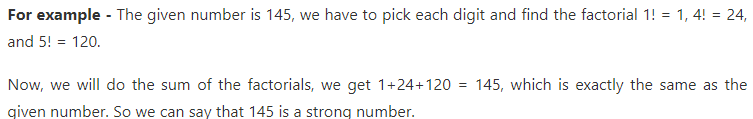 For example - The given number is 145, we have to pick each digit and find the factorial 1! = 1, 4! = 24,
and 5! = 120.
Now, we will do the sum of the factorials, we get 1+24+120 = 145, which is exactly the same as the
given number. So we can say that 145 is a strong number.